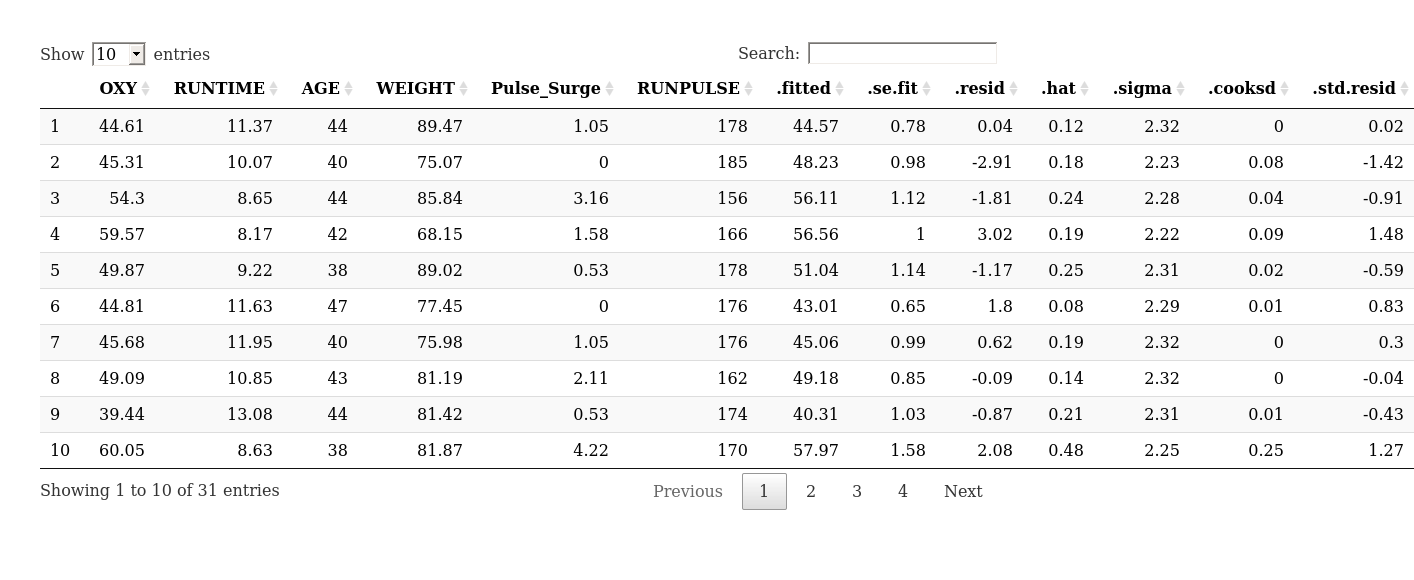 Show 10 entries Search:
OXY RUNTIME AGE WEIGHT Pulse_Surge RUNPULSE .fitted .se.fit .resid .hat .sigma .cooksd .std.resid
1 44.61 11.37 44 89.47 1.05 178 44.57 0.78 0.04 0.12 2.32 0 0.02
2 45.31 10.07 40 75.07 0 185 48.23 0.98 -2.91 0.18 2.23 0.08 -1.42
3 54.3 8.65 44 85.84 3.16 156 56.11 1.12 -1.81 0.24 2.28 0.04 -0.91
4 59.57 8.17 42 68.15 1.58 166 56.56 1 3.02 0.19 2.22 0.09 1.48
5 49.87 9.22 38 89.02 0.53 178 51.04 1.14 -1.17 0.25 2.31 0.02 -0.59
6 44.81 11.63 47 77.45 0 176 43.01 0.65 1.8 0.08 2.29 0.01 0.83
7 45.68 11.95 40 75.98 1.05 176 45.06 0.99 0.62 0.19 2.32 0 0.3
8 49.09 10.85 43 81.19 2.11 162 49.18 0.85 -0.09 0.14 2.32 0 -0.04
9 39.44 13.08 44 81.42 0.53 174 40.31 1.03 -0.87 0.21 2.31 0.01 -0.43
10 60.05 8.63 38 81.87 4.22 170 57.97 1.58 2.08 0.48 2.25 0.25 1.27
Showing 1 to 10 of 31 entries Previous 1 2 3 4 Next